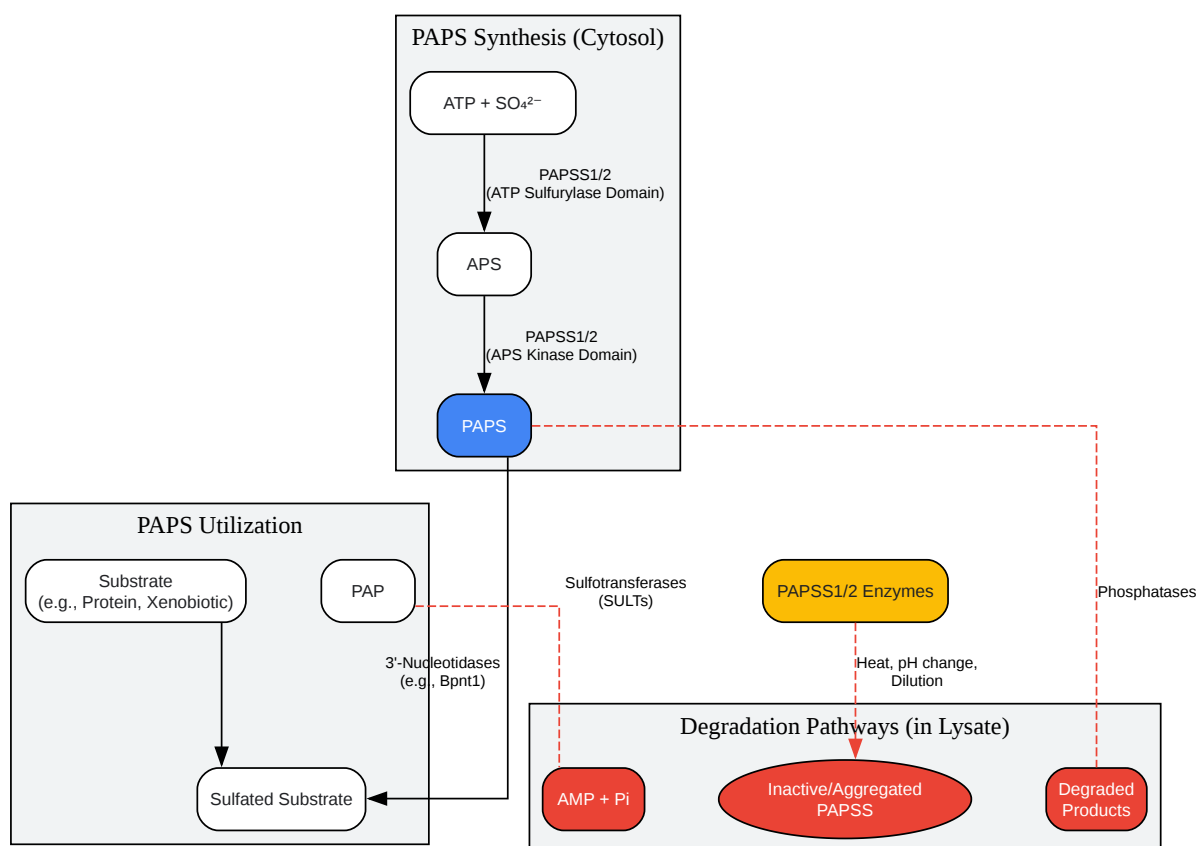 PAPS Synthesis (Cytosol)
ATP + SO₄²⁻
PAPSS1/2
(ATP Sulfurylase Domain)
APS
PAPSS1/2
(APS Kinase Domain)
PAPS
PAPS Utilization
Substrate
(e.g., Protein, Xenobiotic)
PAP
Sulfotransferases
(SULTs)
PAPSS1/2 Enzymes
Phosphatases
3'-Nucleotidases
(e.g., Bpnt1)
Heat, pH change,
Dilution
Degradation Pathways (in Lysate)
Sulfated Substrate
AMP + Pi
Inactive/Aggregated
PAPSS
Degraded
Products